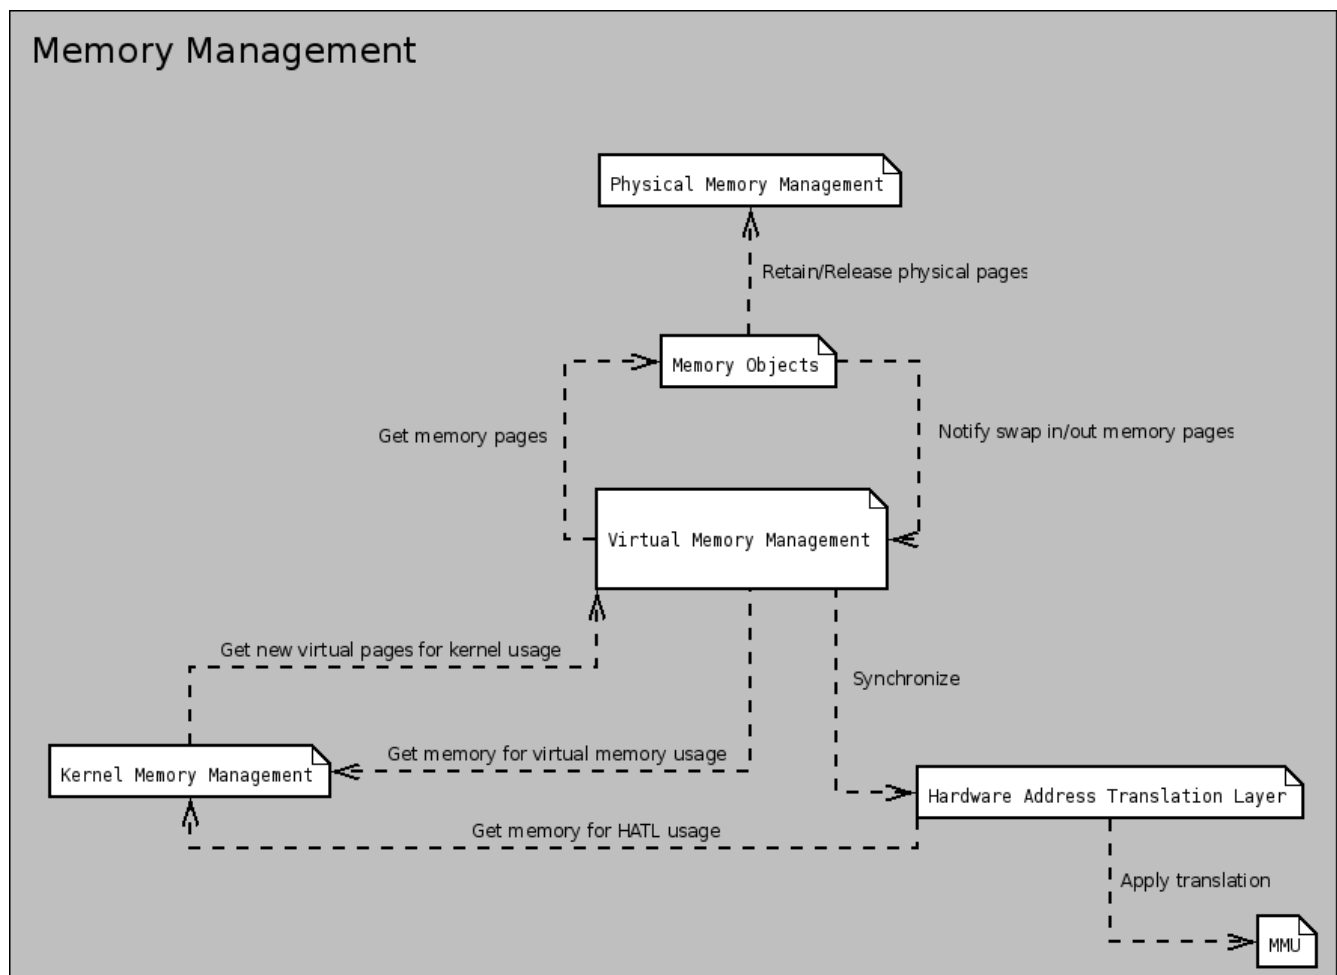 Memory Management
Physical Memory Management
Retain/Release physical pages
Memory Objects
Get memory pages
Notify swap in/out memory pages
Virtual Memory Management
Get new virtual pages for kernel usage
Synchronize
Get memory for virtual memory usage
Kernel Memory Management
Hardware Address Translation Layer
Get memory for HATL usage
Apply translation
MMU